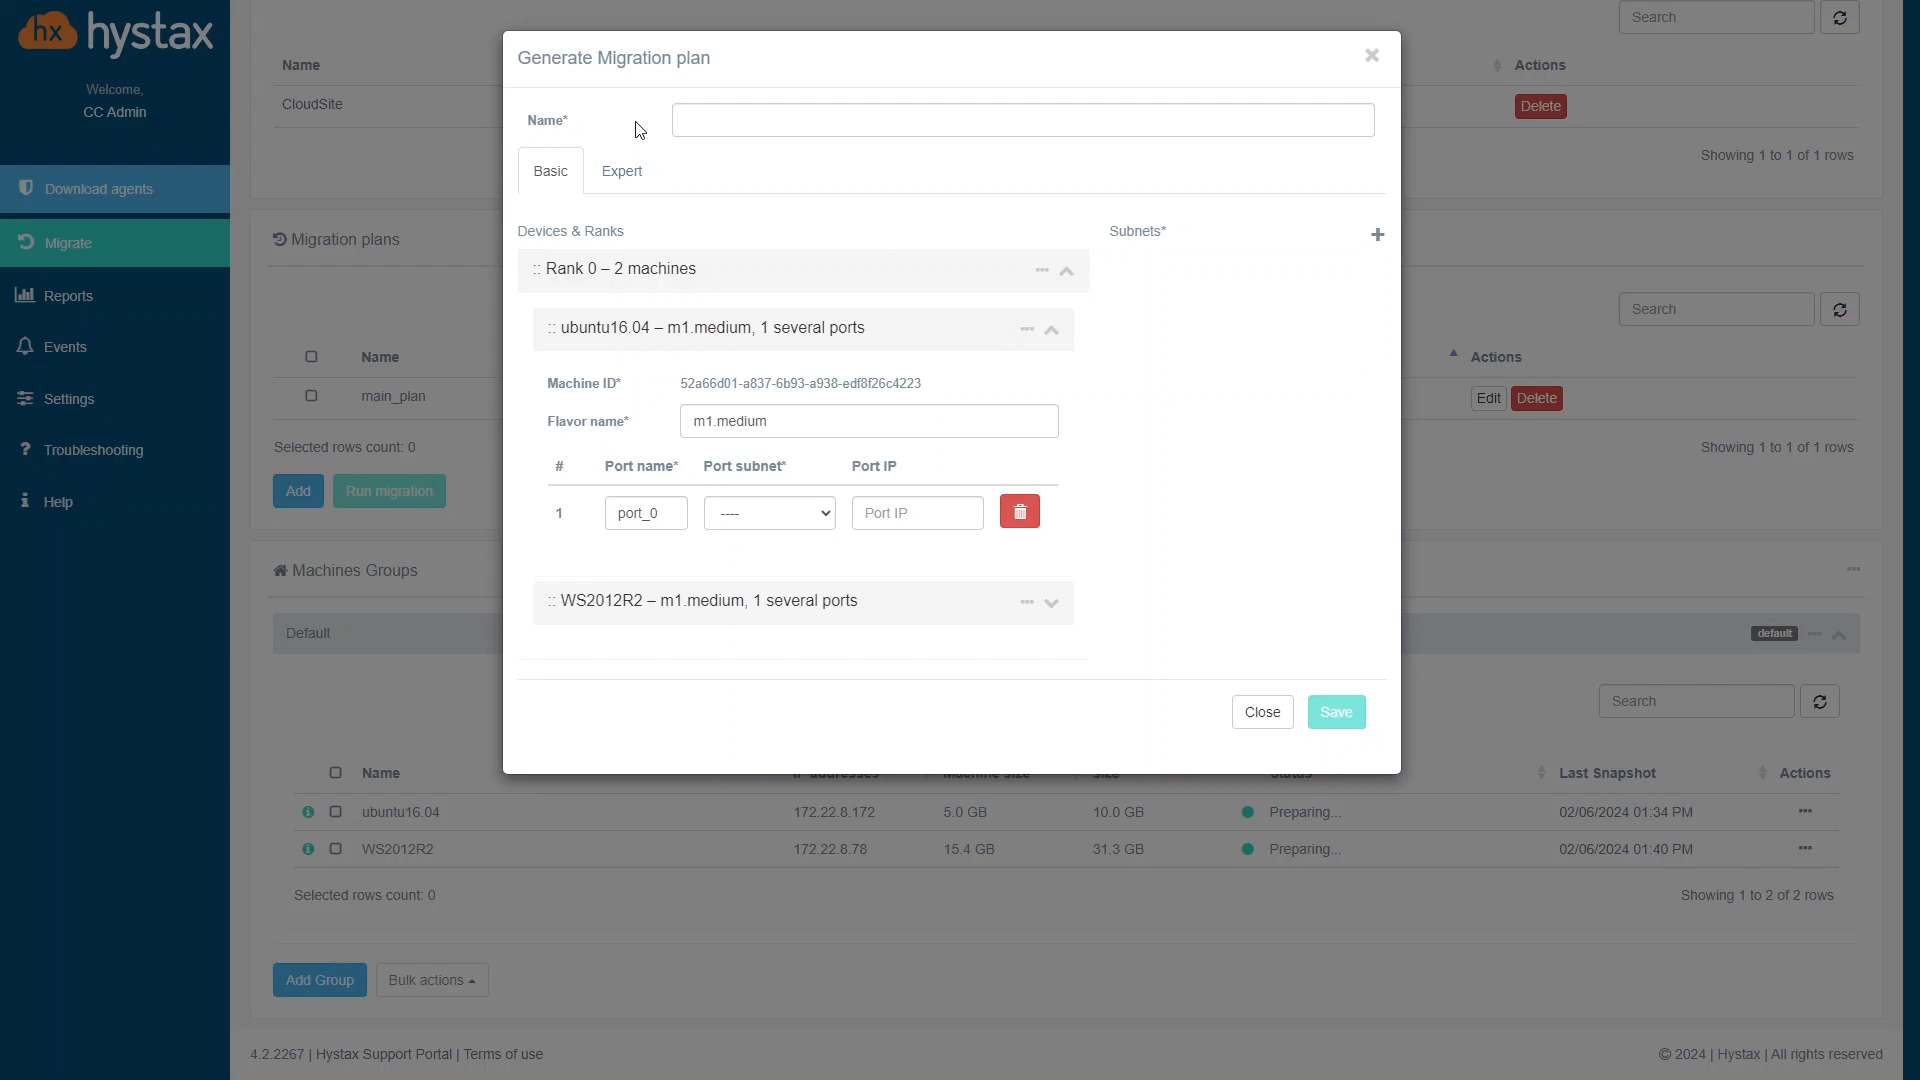 hx hystax
Welcome,
CC Admin
Download agents
Migrate
Reports
Events
Settings
Troubleshooting
Help
Search
Name
Actions
CloudSite
Delete
Showing 1 to 1 of 1 rows
Migration plans
Search
Name
Actions
main_plan
Edit Delete
Selected rows count: 0
Showing 1 to 1 of 1 rows
Add Run migration
Machines Groups
Default
default
Search
Name IP addresses Machine size Size Status Last Snapshot Actions
ubuntu16.04 172.22.8.172 5.0 GB 10.0 GB Preparing... 02/06/2024 01:34 PM
WS2012R2 172.22.8.78 15.4 GB 31.3 GB Preparing... 02/06/2024 01:40 PM
Selected rows count: 0
Showing 1 to 2 of 2 rows
Add Group Bulk actions
4.2.2267 | Hystax Support Portal | Terms of use
© 2024 | Hystax | All rights reserved
Generate Migration plan
Name*
Basic Expert
Devices & Ranks
Subnets*
:: Rank 0 – 2 machines
:: ubuntu16.04 – m1.medium, 1 several ports
Machine ID* 52a66d01-a837-6b93-a938-edf8f26c4223
Flavor name* m1.medium
# Port name* Port subnet* Port IP
1 port_0 ---- Port IP
:: WS2012R2 – m1.medium, 1 several ports
Close Save